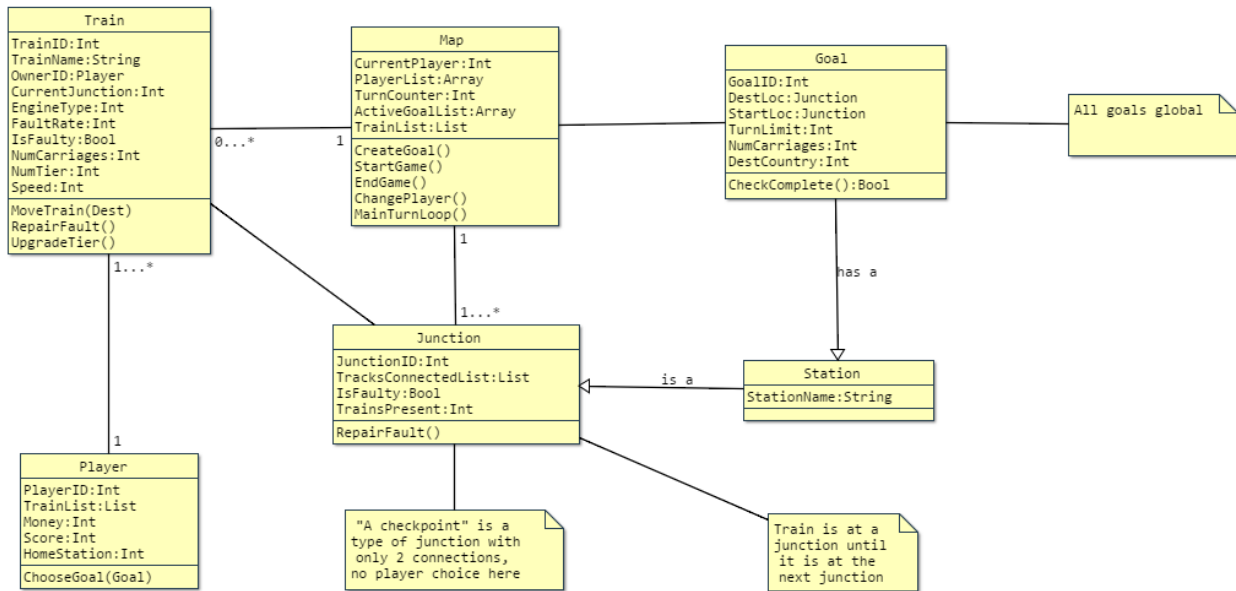 Train
TrainID:Int
TrainName:String
OwnerID:Player
CurrentJunction:Int
EngineType:Int
FaultRate:Int
IsFaulty:Bool
NumCarriages:Int
NumTier:Int
Speed:Int
MoveTrain(Dest)
RepairFault()
UpgradeTier()
0...*
1
Map
CurrentPlayer:Int
PlayerList:Array
TurnCounter:Int
ActiveGoalList:Array
TrainList:List
CreateGoal()
StartGame()
EndGame()
ChangePlayer()
MainTurnLoop()
Goal
GoalID:Int
DestLoc:Junction
StartLoc:Junction
TurnLimit:Int
NumCarriages:Int
DestCountry:Int
CheckComplete():Bool
All goals global
1...*
1
1
1...*
has a
Junction
JunctionID:Int
TracksConnectedList:List
IsFaulty:Bool
TrainsPresent:Int
RepairFault()
is a
Station
StationName:String
Player
PlayerID:Int
TrainList:List
Money:Int
Score:Int
HomeStation:Int
ChooseGoal(Goal)
"A checkpoint" is a
type of junction with
only 2 connections,
no player choice here
Train is at a
junction until
it is at the
next junction